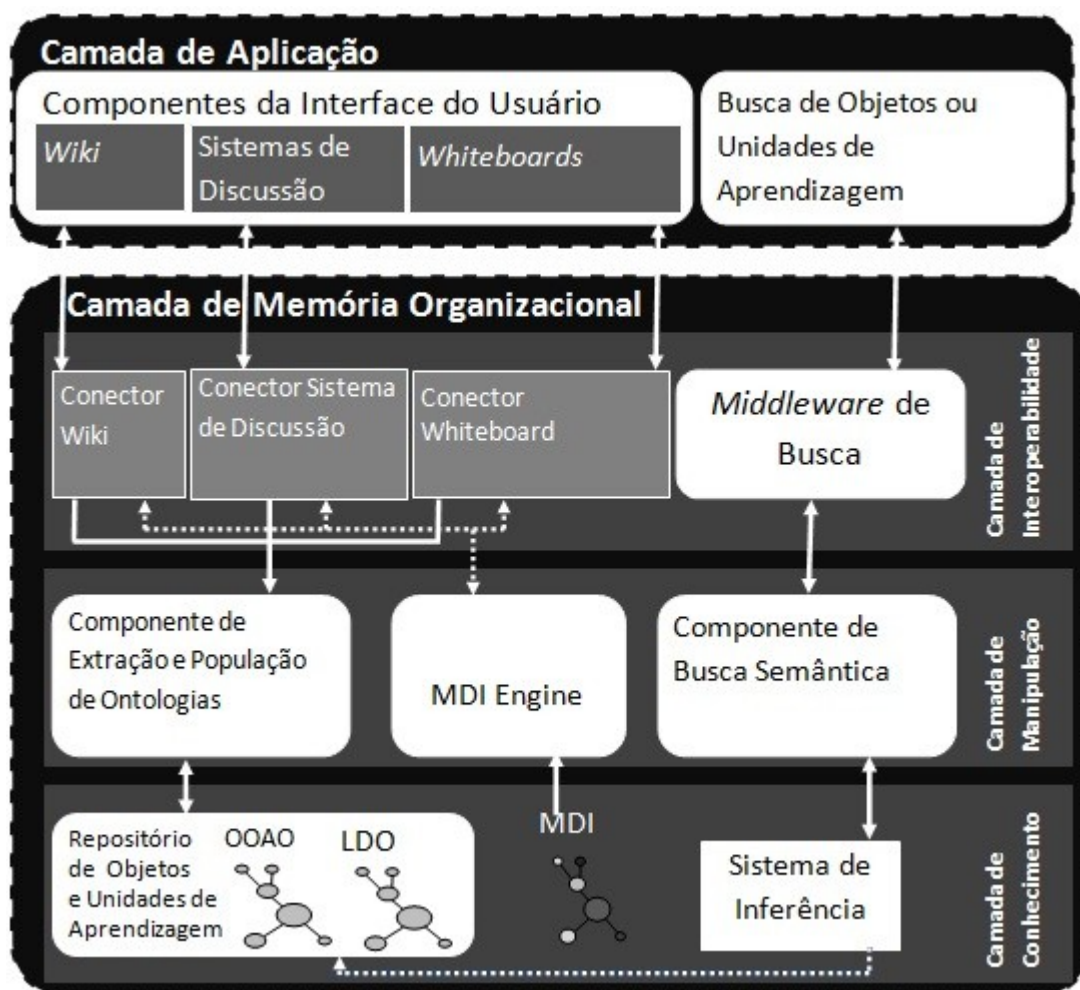 Camada de Aplicação
Componentes da Interface do Usuário
Wiki
Sistemas de
Discussão
Whiteboards
Busca de Objetos ou
Unidades de
Aprendizagem
Camada de Memória Organizacional
Conector
Wiki
Conector Sistema
de Discussão
Conector
Whiteboard
Middleware de
Busca
Camada de
Interoperabilidade
Componente de
Extração e População
de Ontologias
MDI Engine
Componente de
Busca Semântica
Camada de
Manipulação
Repositório
de Objetos
e Unidades de
Aprendizagem
OOAO
LDO
MDI
Sistema de
Inferência
Camada de
Conhecimento